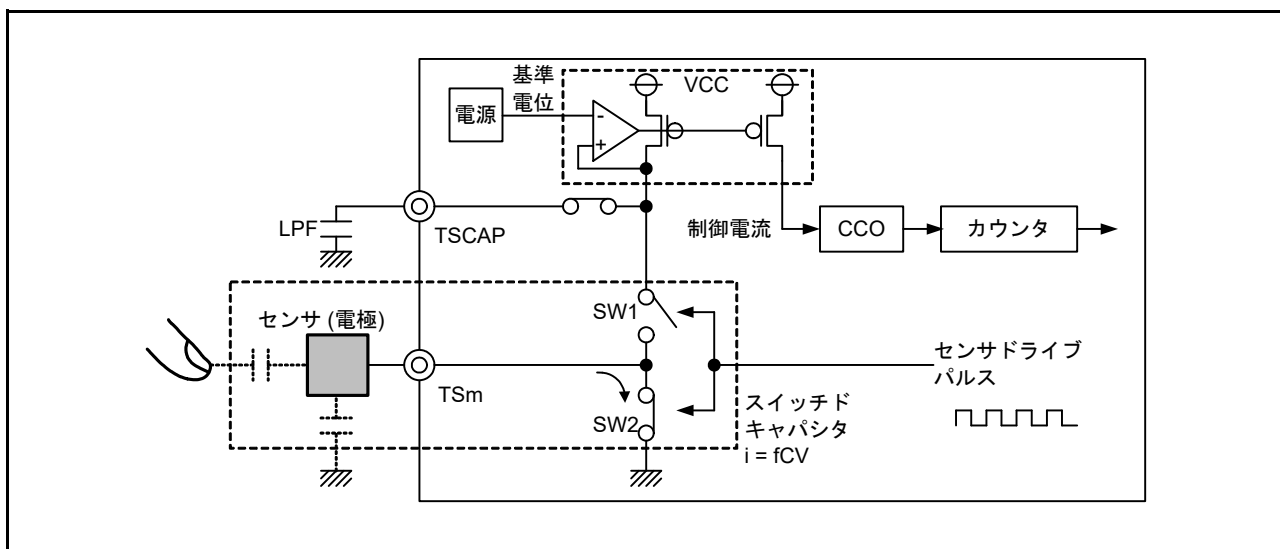 基準
電位
VCC
電源
-
+
LPF
TSCAP
制御電流
CCO
カウンタ
センサ (電極)
SW1
センサドライブ
パルス
TSm
SW2
スイッチド
キャパシタ
i = fCV